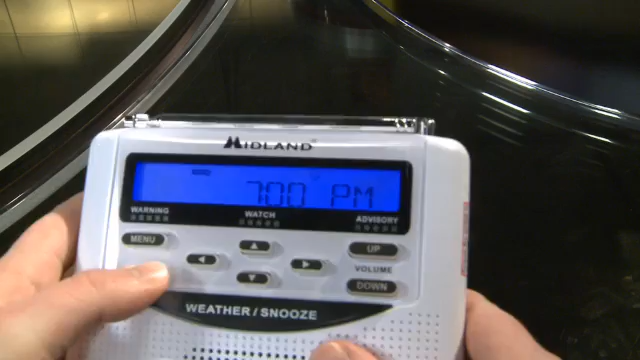 MIDLAND
7:00 PM
WARNING WATCH ADVISORY
MENU UP
VOLUME
DOWN
WEATHER/SNOOZE